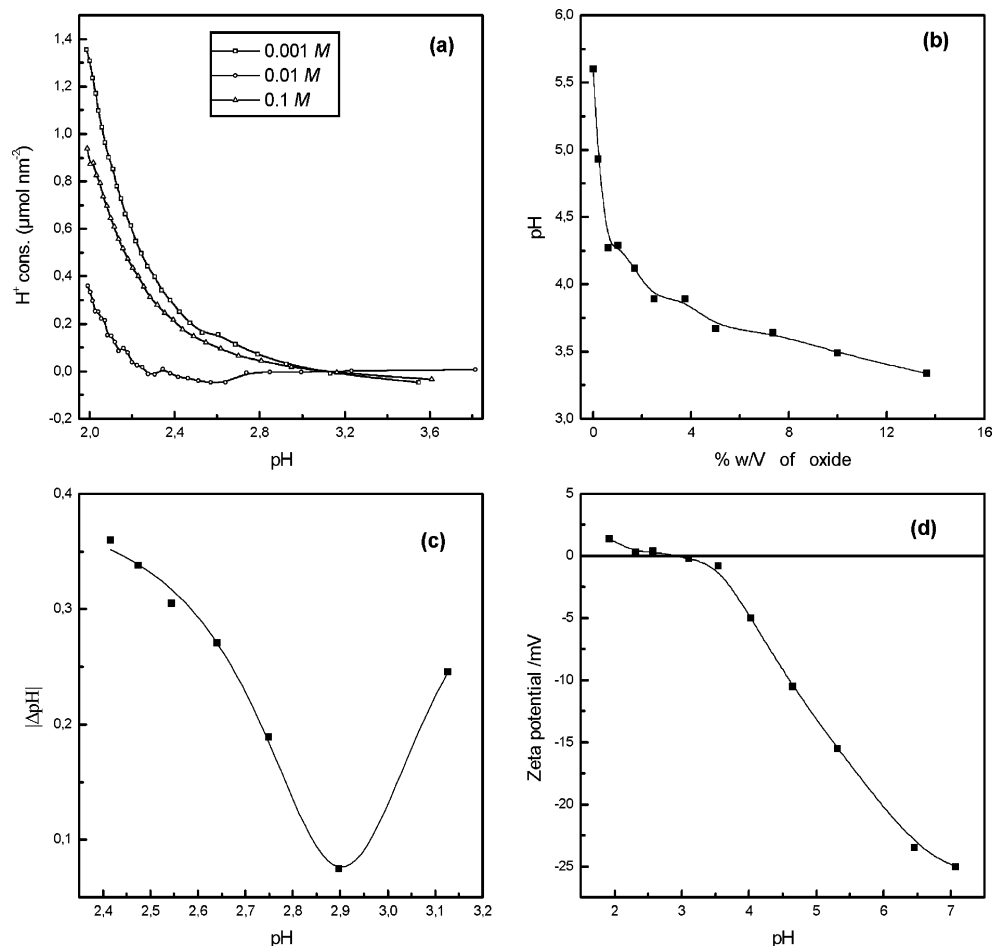 (a)
0.001 M
0.01 M
0.1 M
1,4
1,2
1,0
0,8
0,6
0,4
0,2
0,0
-0,2
H⁺ cons. (µmol nm⁻²)
2,0 2,4 2,8 3,2 3,6
pH
(b)
6,0
5,5
5,0
4,5
4,0
3,5
3,0
pH
0 4 8 12 16
% w/V of oxide
(c)
0,4
0,3
0,2
0,1
|ΔpH|
2,4 2,5 2,6 2,7 2,8 2,9 3,0 3,1 3,2
pH
(d)
5
0
-5
-10
-15
-20
-25
Zeta potential /mV
2 3 4 5 6 7
pH